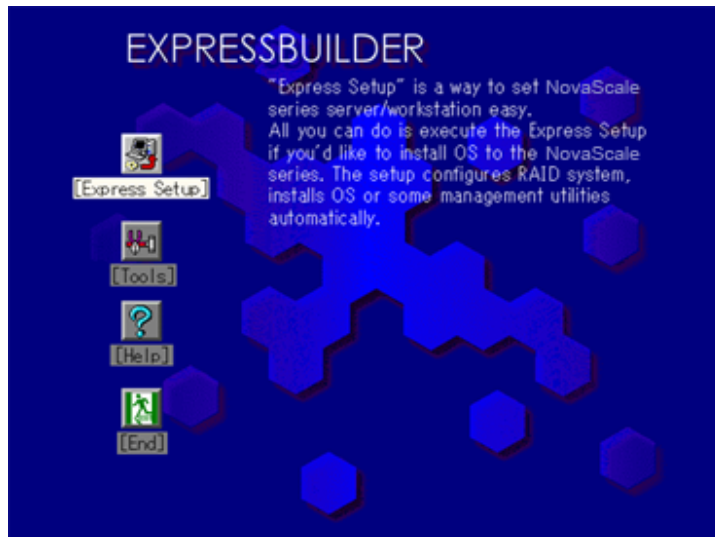 EXPRESSBUILDER
"Express Setup" is a way to set NovaScale
series server/workstation easy.
All you can do is execute the Express Setup
if you'd like to install OS to the NovaScale
series. The setup configures RAID system,
installs OS or some management utilities
automatically.
[Express Setup]
[Tools]
[Help]
[End]